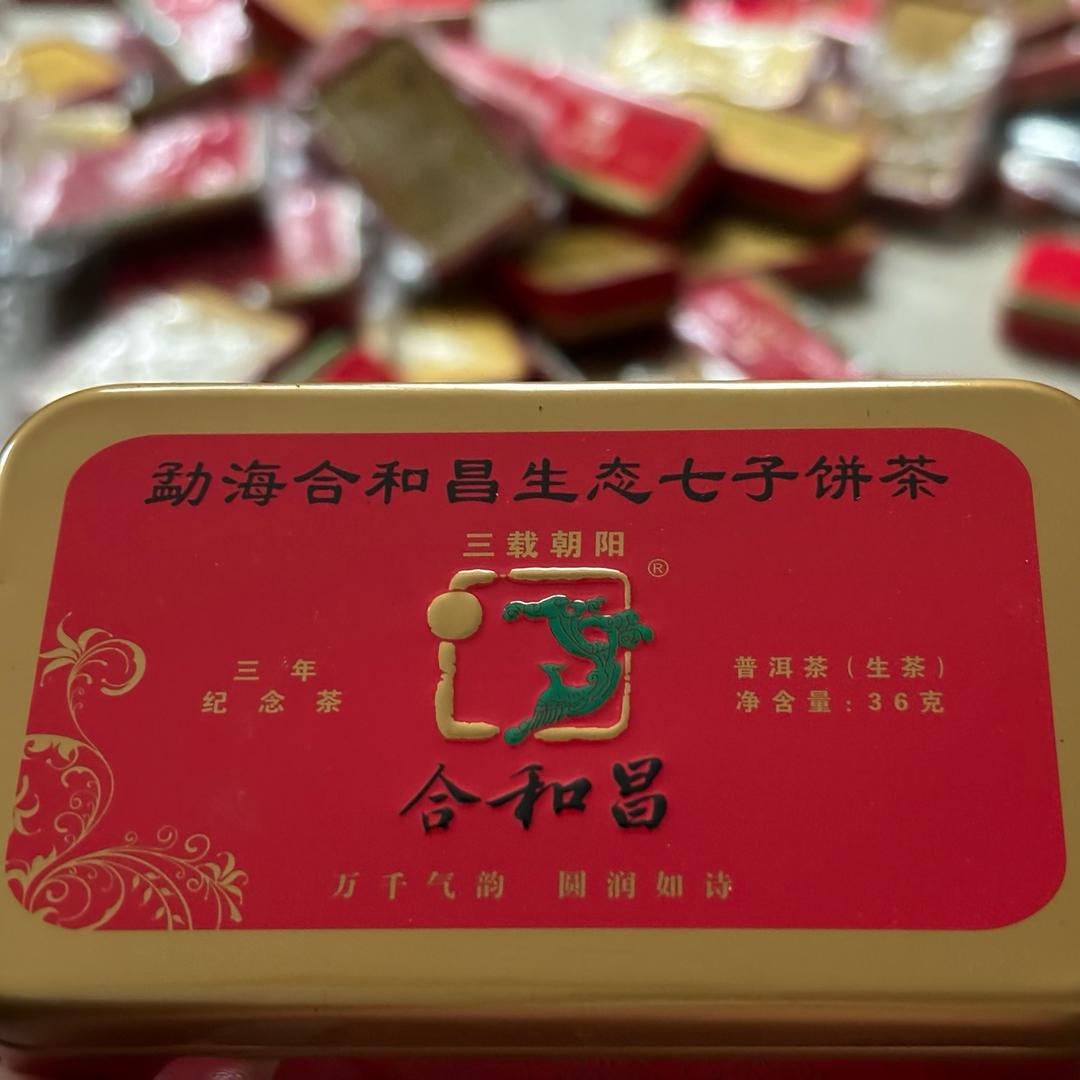 勐海合和昌生态七子饼茶
三载朝阳
®
三年
纪念茶
普洱茶（生茶）
净含量：36克
合和昌
万千气韵 圆润如诗